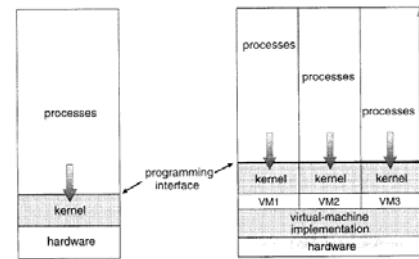 processes
programming
interface
kernel
hardware
processes
processes
processes
kernel kernel kernel
VM1 VM2 VM3
virtual-machine
implementation
hardware